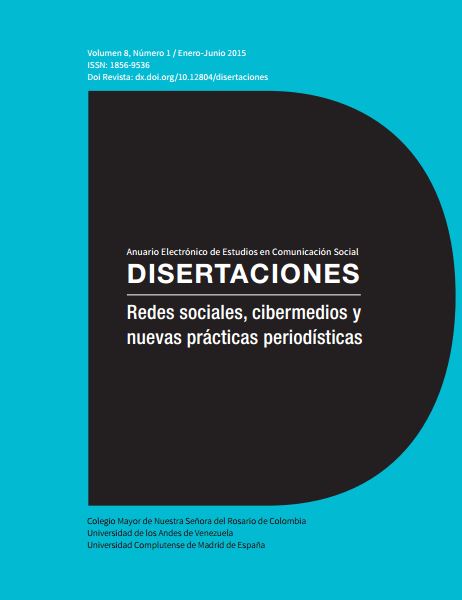 Volumen 8, Número 1 / Enero-Junio 2015
ISSN: 1856-9536
Doi Revista: dx.doi.org/10.12804/disertaciones
Anuario Electrónico de Estudios en Comunicación Social
DISERTACIONES
Redes sociales, cibermedios y
nuevas prácticas periodísticas
Colegio Mayor de Nuestra Señora del Rosario de Colombia
Universidad de los Andes de Venezuela
Universidad Complutense de Madrid de España